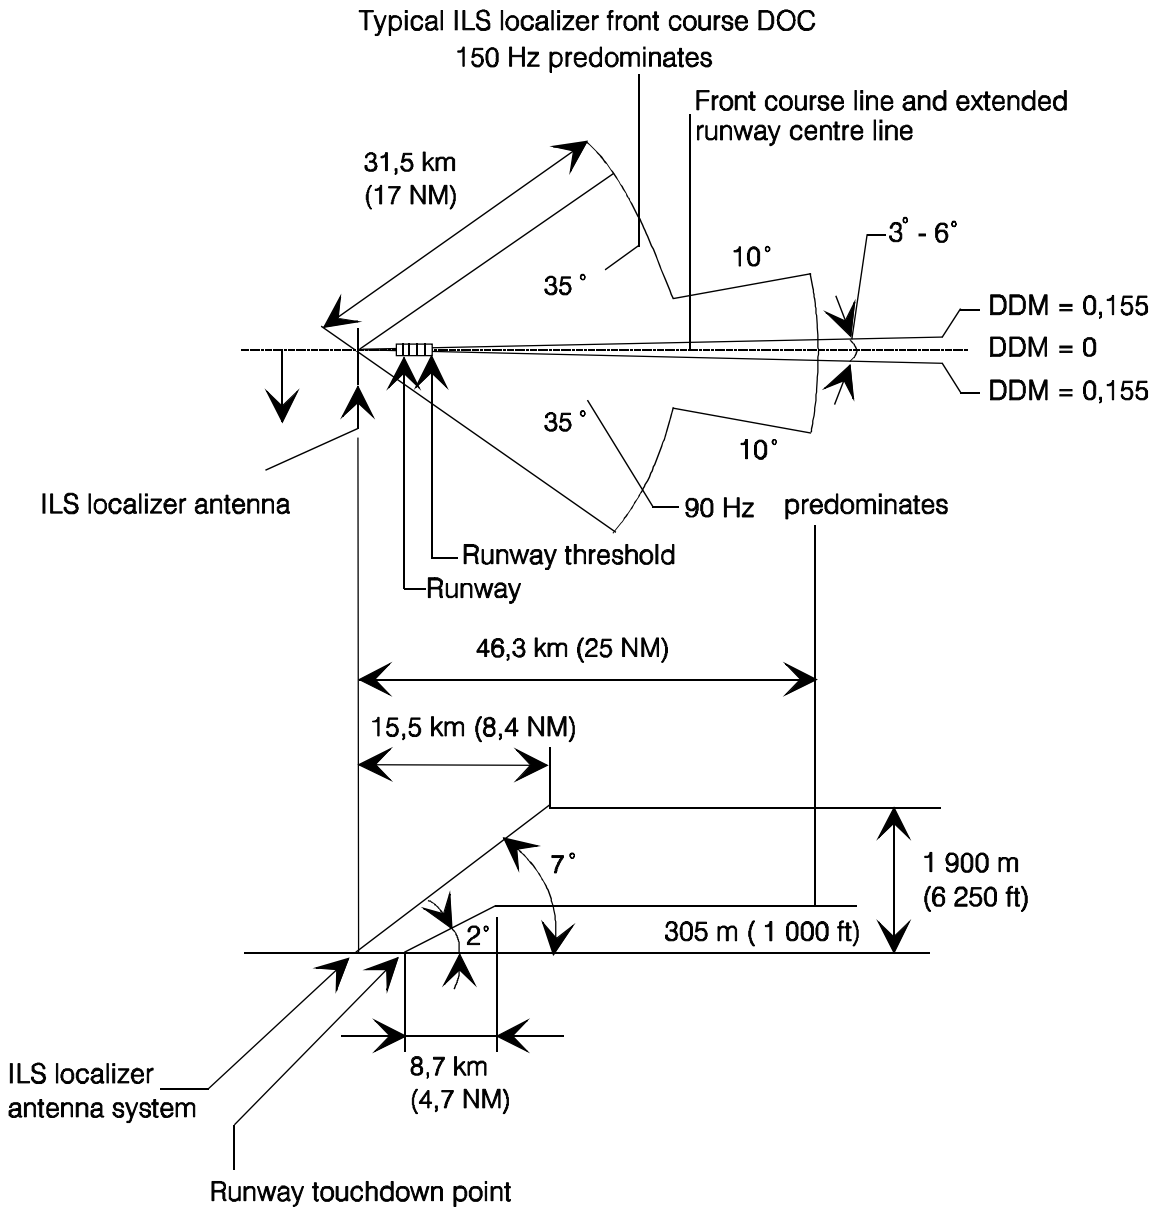 Typical ILS localizer front course DOC
150 Hz predominates
Front course line and extended
runway centre line
31,5 km
(17 NM)
3° - 6°
10°
35°
DDM = 0,155
DDM = 0
DDM = 0,155
35°
10°
ILS localizer antenna
90 Hz predominates
Runway threshold
Runway
46,3 km (25 NM)
15,5 km (8,4 NM)
7°
1 900 m
(6 250 ft)
2°
305 m ( 1 000 ft)
8,7 km
(4,7 NM)
ILS localizer
antenna system
Runway touchdown point